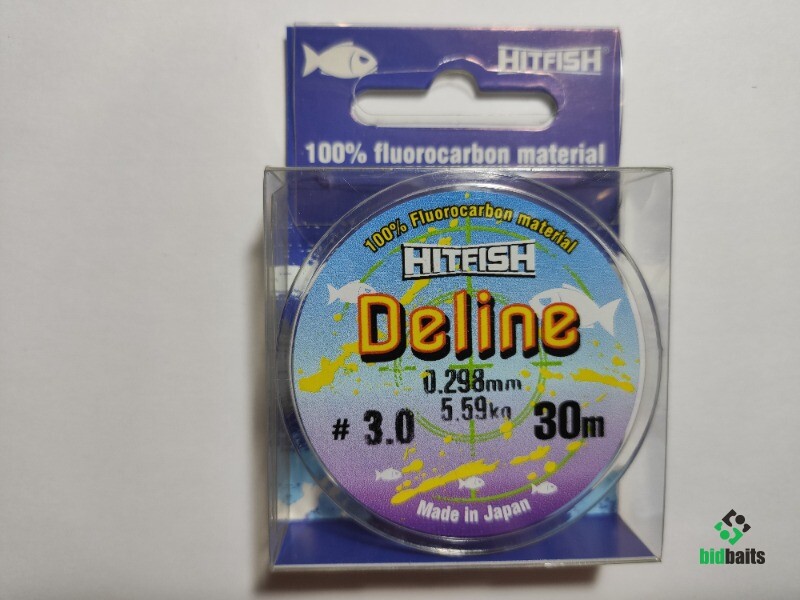 HITFISH
100% fluorocarbon material
100% Fluorocarbon material
HITFISH
Deline
0.298mm
5.59kg
# 3.0
30m
Made in Japan
bidbaits